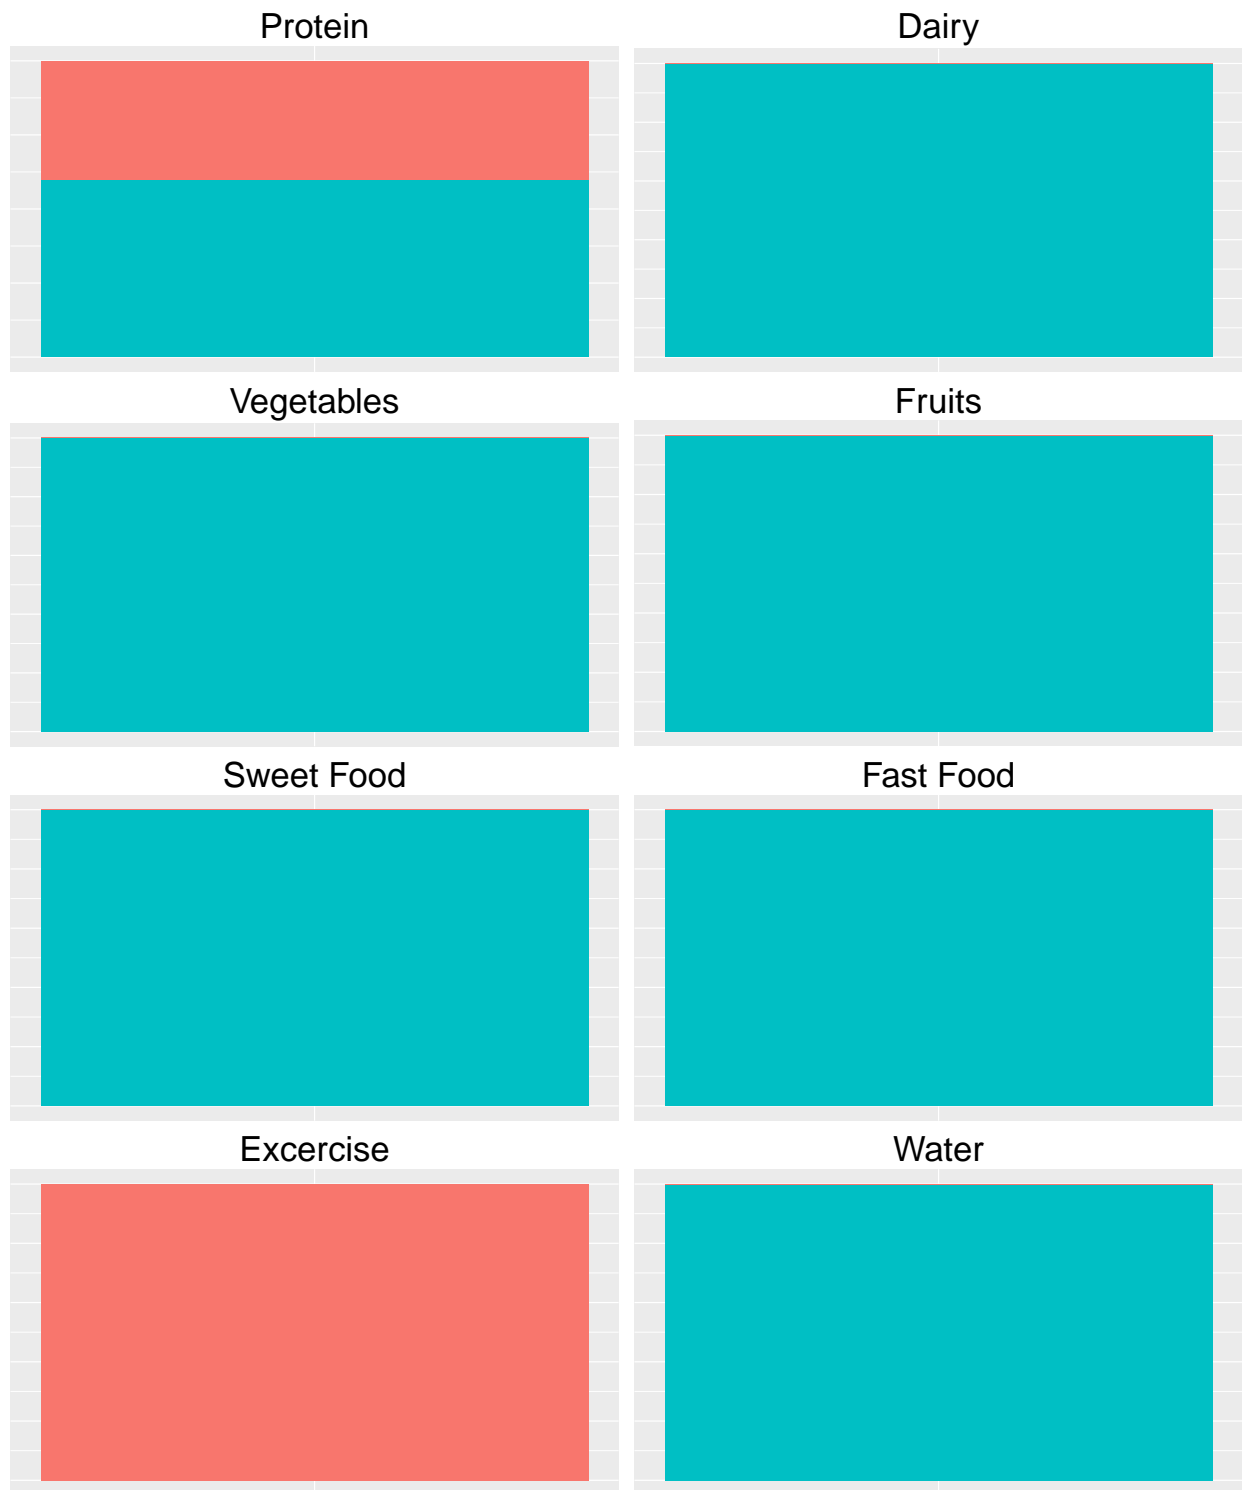 Protein
Dairy
Vegetables
Fruits
Sweet Food
Fast Food
Excercise
Water